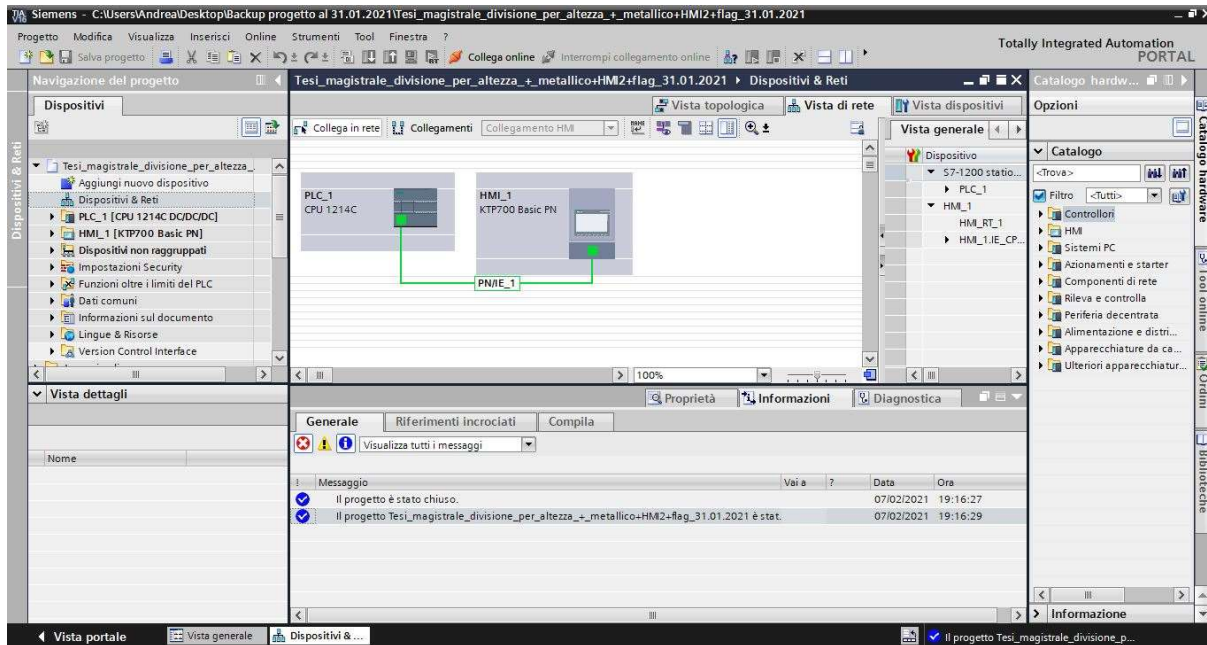 Siemens - C:\Users\Andrea\Desktop\Backup progetto al 31.01.2021\Tesi_magistrale_divisione_per_altezza_+_metallico+HMI2+flag_31.01.2021
Progetto Modifica Visualizza Inserisci Online Strumenti Tool Finestra ?
Totally Integrated Automation
PORTAL
Salva progetto Collega online Interrompi collegamento online
Navigazione del progetto
Dispositivi
Dispositivi & Reti
Tesi_magistrale_divisione_per_altezza_
Aggiungi nuovo dispositivo
Dispositivi & Reti
PLC_1 [CPU 1214C DC/DC/DC]
HMI_1 [KTP700 Basic PN]
Dispositivi non raggruppati
Impostazioni Security
Funzioni oltre i limiti del PLC
Dati comuni
Informazioni sul documento
Lingue & Risorse
Version Control Interface
Vista dettagli
Nome
Tesi_magistrale_divisione_per_altezza_+_metallico+HMI2+flag_31.01.2021 Dispositivi & Reti
Vista topologica Vista di rete Vista dispositivi
Collega in rete Collegamenti Collegamento HMI
PLC_1
CPU 1214C
HMI_1
KTP700 Basic PN
PN/IE_1
100%
Vista generale
Dispositivo
S7-1200 statio...
PLC_1
HMI_1
HMI_RT_1
HMI_1.IE_CP...
Proprietà Informazioni Diagnostica
Generale Riferimenti incrociati Compila
Visualizza tutti i messaggi
! Messaggio Vai a ? Data Ora
Il progetto è stato chiuso. 07/02/2021 19:16:27
Il progetto Tesi_magistrale_divisione_per_altezza_+_metallico+HMI2+flag_31.01.2021 è stat. 07/02/2021 19:16:29
Catalogo hardw...
Opzioni
Catalogo
<Trova>
Filtro <Tutti>
Controllori
HMI
Sistemi PC
Azionamenti e starter
Componenti di rete
Rileva e controlla
Periferia decentrata
Alimentazione e distri...
Apparecchiature da ca...
Ulteriori apparecchiatur...
Informazione
Catalogo hardware
Tool online
Ordini
Biblioteche
Vista portale Vista generale Dispositivi & ...
Il progetto Tesi_magistrale_divisione_p...